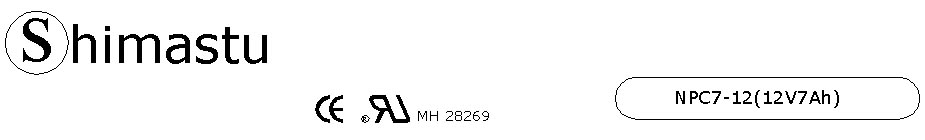 Shimastu
CE ®RU MH 28269
NPC7-12(12V7Ah)